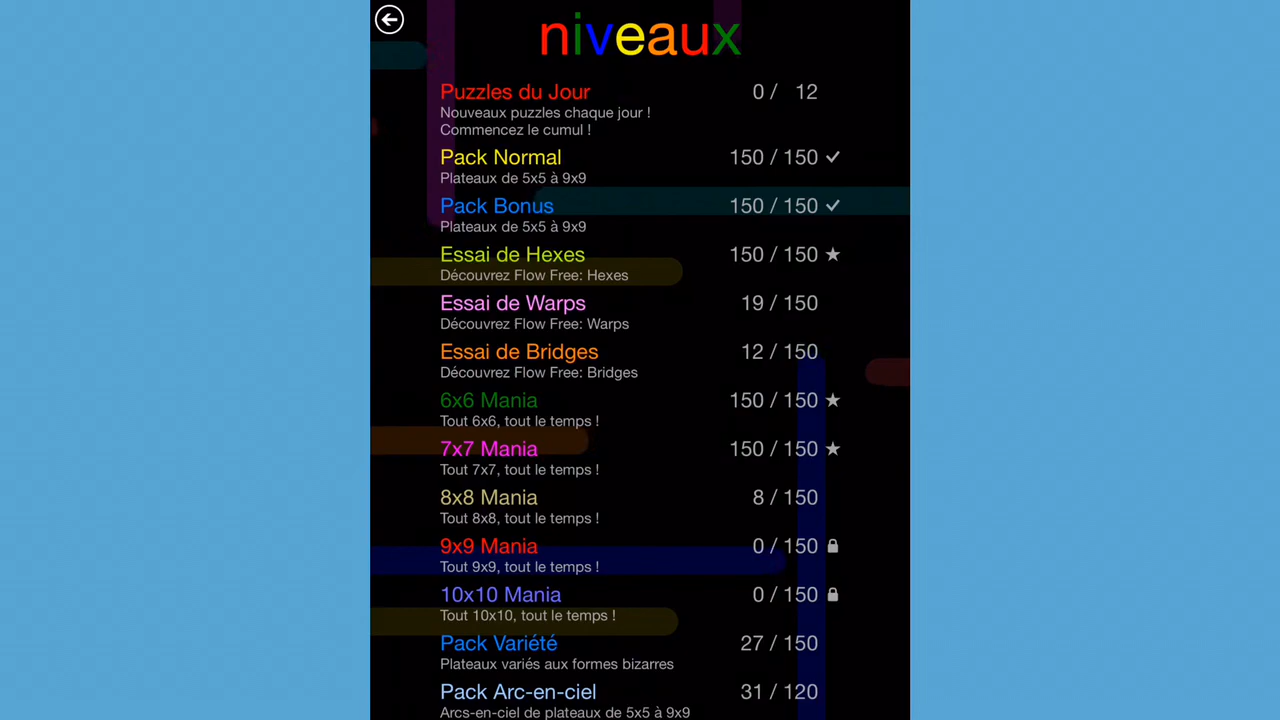 niveaux
Puzzles du Jour 0 / 12
Nouveaux puzzles chaque jour !
Commencez le cumul !
Pack Normal 150 / 150
Plateaux de 5x5 à 9x9
Pack Bonus 150 / 150
Plateaux de 5x5 à 9x9
Essai de Hexes 150 / 150
Découvrez Flow Free: Hexes
Essai de Warps 19 / 150
Découvrez Flow Free: Warps
Essai de Bridges 12 / 150
Découvrez Flow Free: Bridges
6x6 Mania 150 / 150
Tout 6x6, tout le temps !
7x7 Mania 150 / 150
Tout 7x7, tout le temps !
8x8 Mania 8 / 150
Tout 8x8, tout le temps !
9x9 Mania 0 / 150
Tout 9x9, tout le temps !
10x10 Mania 0 / 150
Tout 10x10, tout le temps !
Pack Variété 27 / 150
Plateaux variés aux formes bizarres
Pack Arc-en-ciel 31 / 120
Arcs-en-ciel de plateaux de 5x5 à 9x9